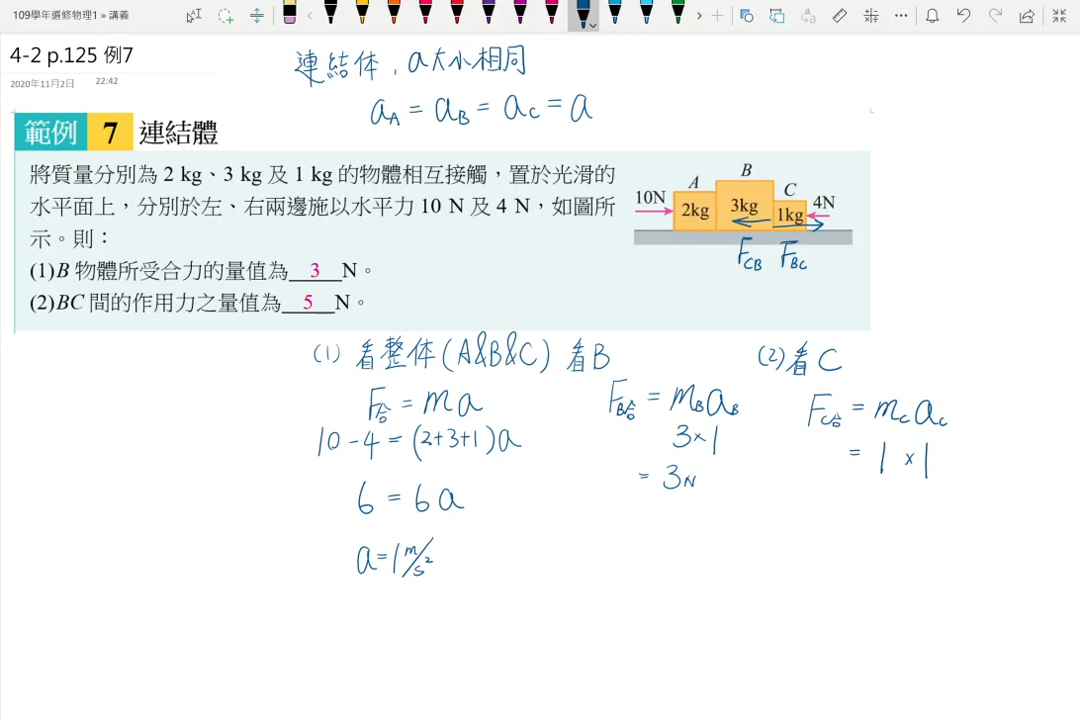 109學年選修物理1 » 講義
4-2 p.125 例7
2020年11月2日 22:42
連結体,a大小相同
aA = aB = aC = a
範例 7 連結體
將質量分別為 2 kg、3 kg 及 1 kg 的物體相互接觸,置於光滑的
水平面上,分別於左、右兩邊施以水平力 10 N 及 4 N,如圖所
示。則:
(1) B 物體所受合力的量值為 3 N。
(2) BC 間的作用力之量值為 5 N。
10N A B C 4N
2kg 3kg 1kg
FCB FBC
(1) 看整体(A&B&C) 看B (2)看C
F合 = ma
10-4=(2+3+1)a
6 = 6a
a=1 m/s²
FB合 = mBaB
3×1
= 3N
FC合 = mCaC
= 1 × 1